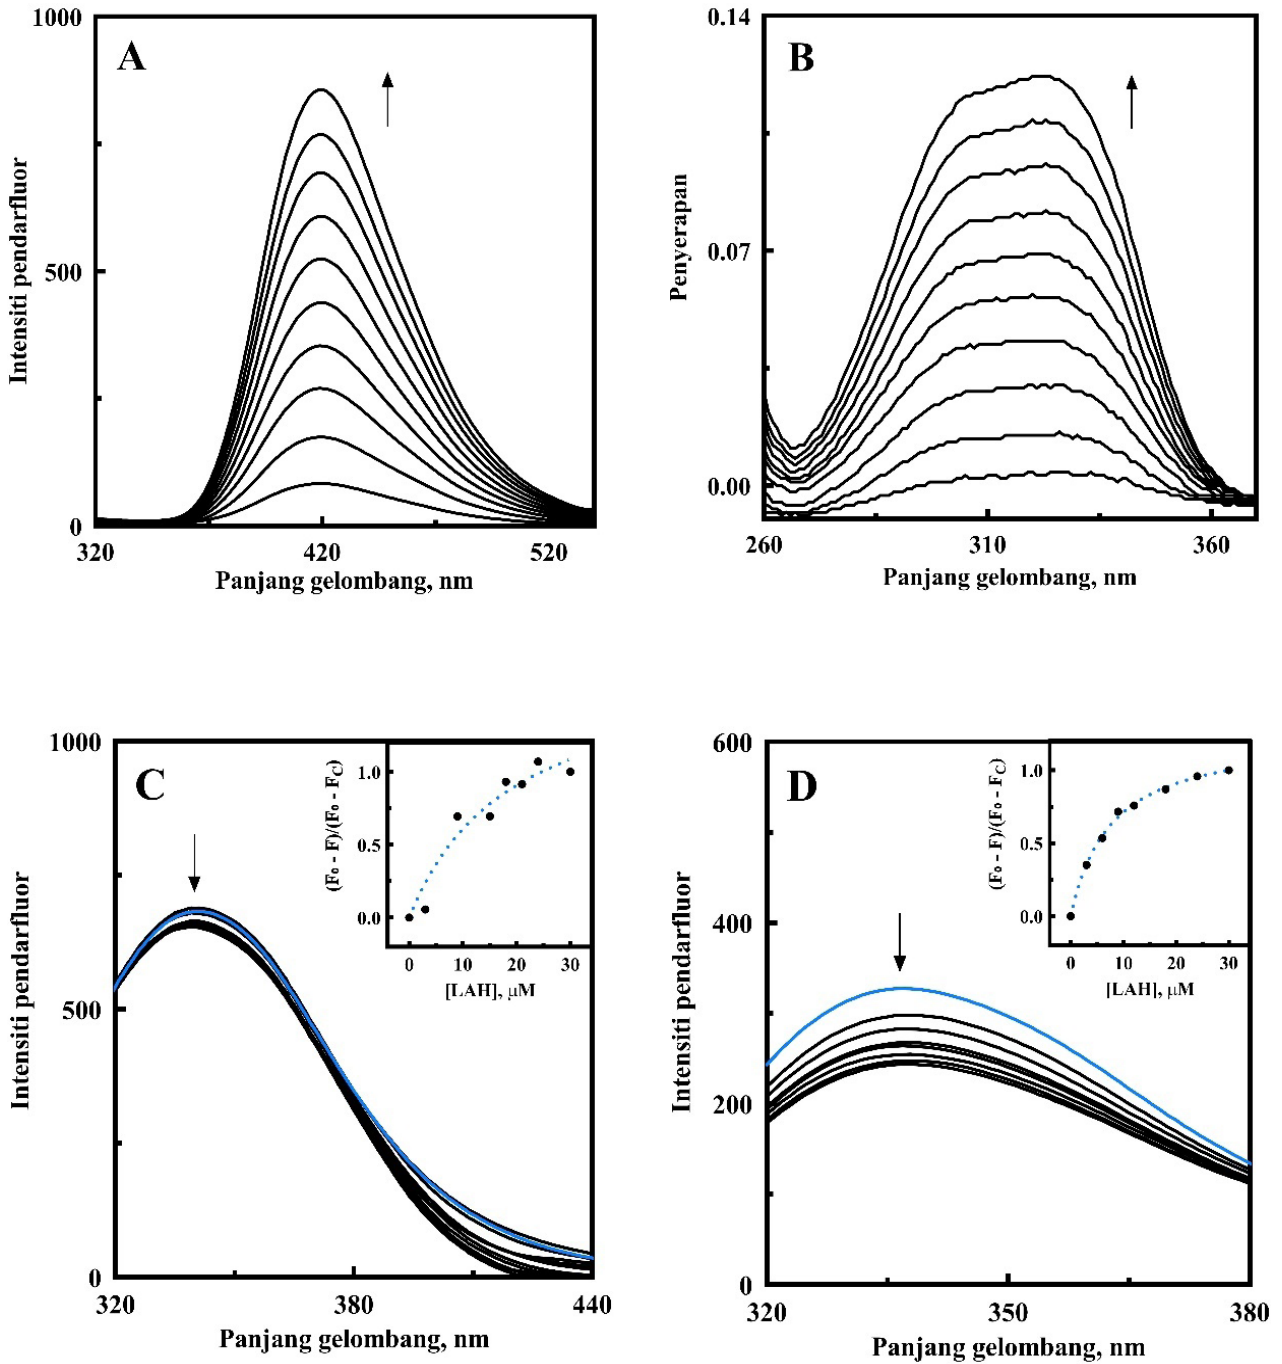 1000
A
500
0
Intensiti pendarfluor
320
420
520
Panjang gelombang, nm
0.14
B
0.07
0.00
Penyerapan
260
310
360
Panjang gelombang, nm
1000
C
500
0
Intensiti pendarfluor
320
380
440
Panjang gelombang, nm
(F₀ - F)/(F₀ - F_C)
1.0
0.5
0.0
0
10
20
30
[LAH], μM
600
D
400
200
0
Intensiti pendarfluor
320
350
380
Panjang gelombang, nm
(F₀ - F)/(F₀ - F_C)
1.0
0.5
0.0
0
10
20
30
[LAH], μM